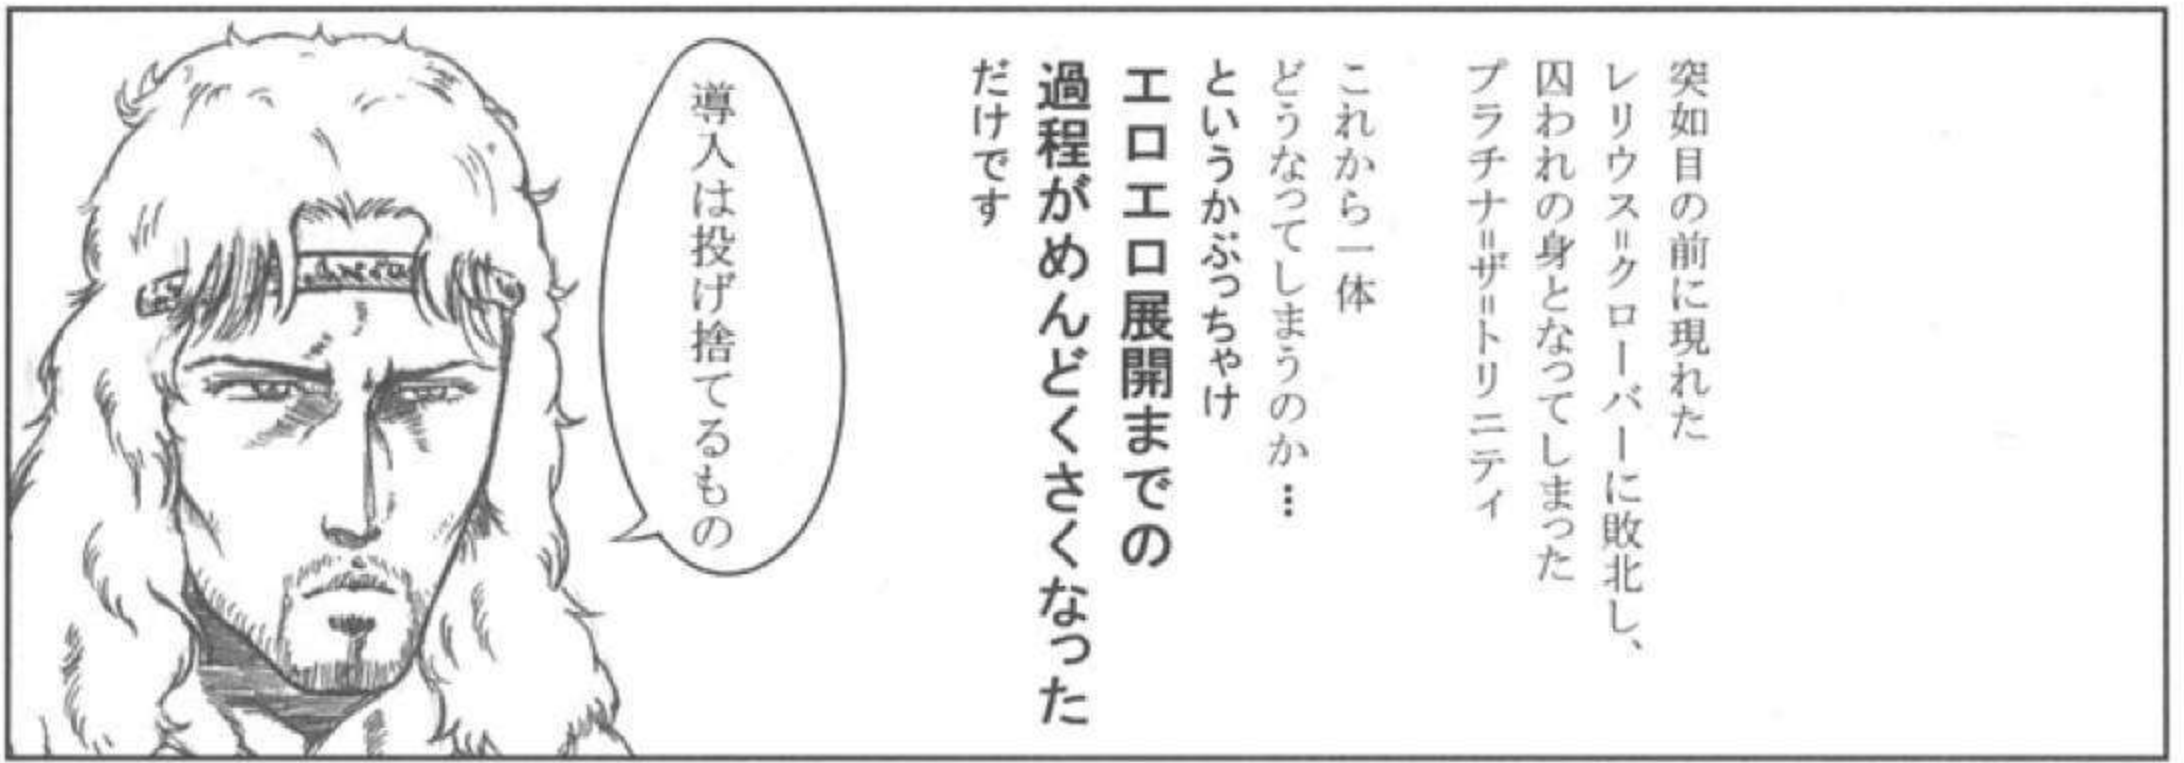 突如目の前に現れた
レリウス=クローバーに敗北し、
囚われの身となってしまった
プラチナ=ザ=トリニティ
これから一体
どうなってしまうのか…
というかぶっちゃけ
エロエロ展開までの
過程がめんどくさくなった
だけです
導入は投げ捨てるもの